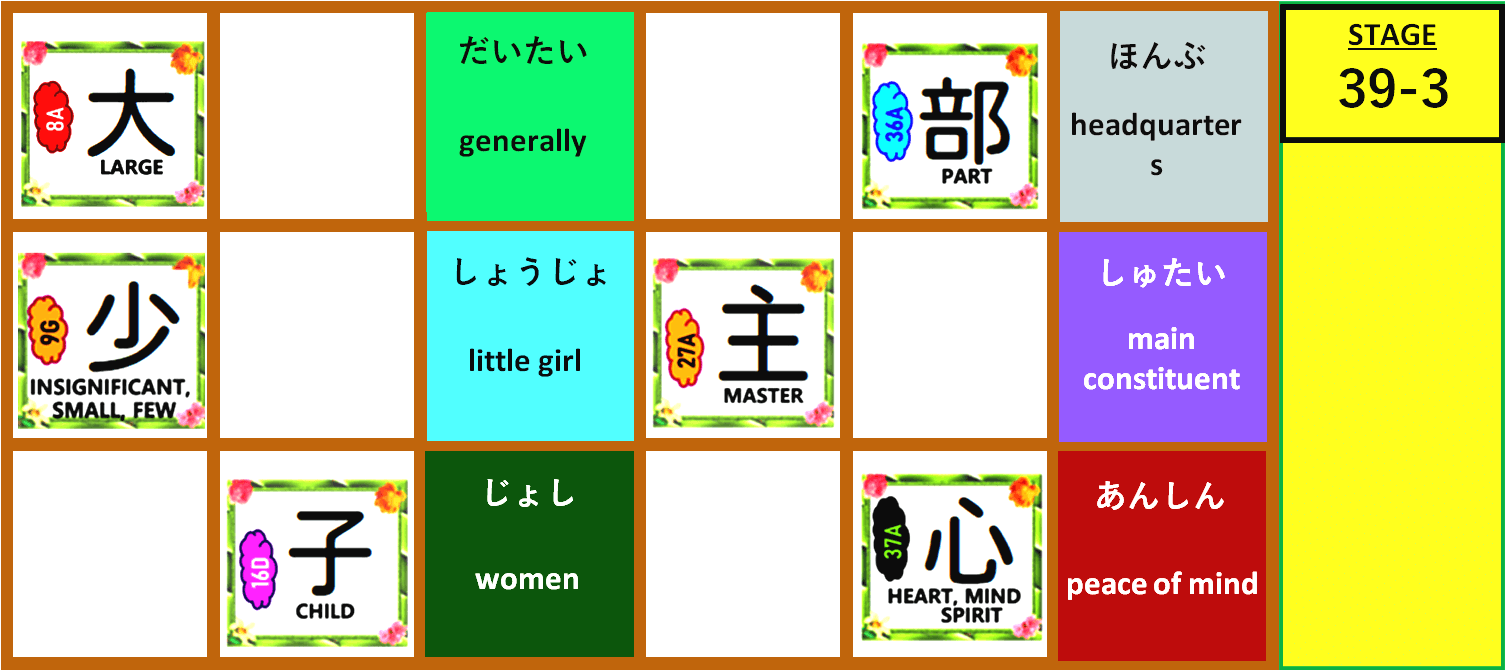 8A
大
LARGE
だいたい
generally
36A
部
PART
ほんぶ
headquarter
s
STAGE
39-3
9G
少
INSIGNIFICANT,
SMALL, FEW
しょうじょ
little girl
27A
主
MASTER
しゅたい
main
constituent
16D
子
CHILD
じょし
women
37A
心
HEART, MIND
SPIRIT
あんしん
peace of mind